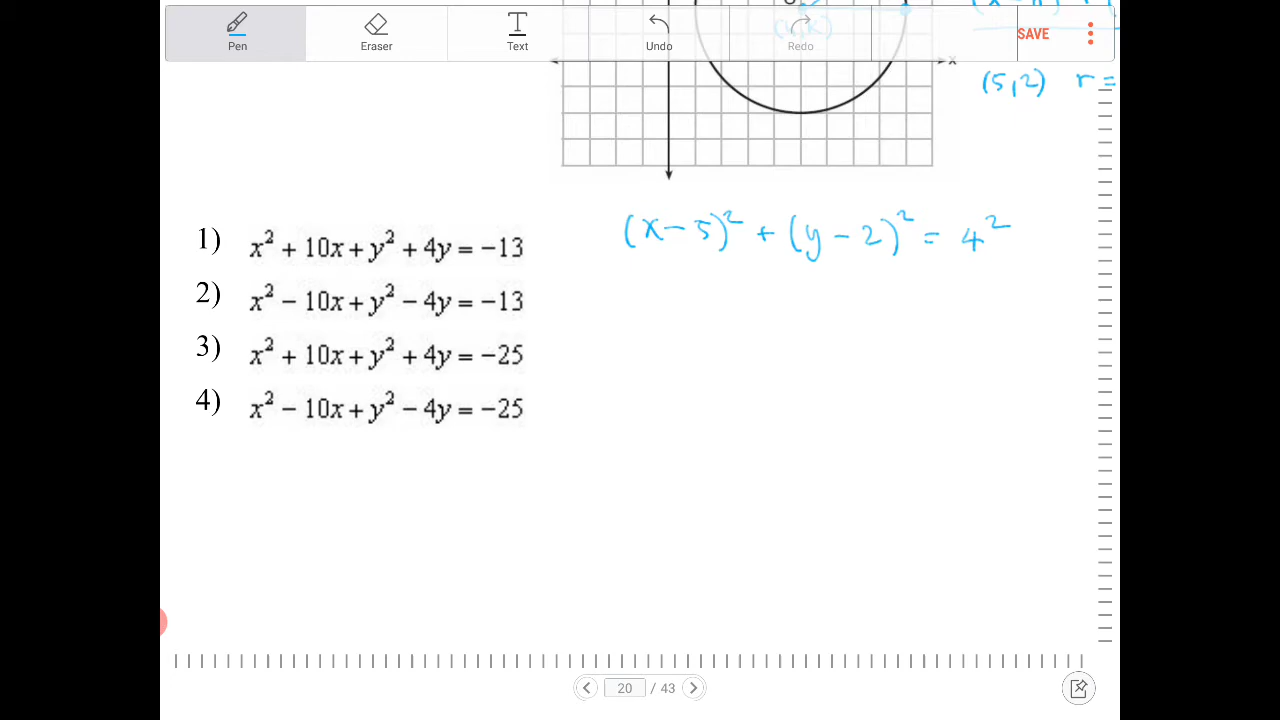 Pen Eraser Text Undo Redo SAVE
x
(5,2) r =
1) x² + 10x + y² + 4y = −13
(x−5)² + (y−2)² = 4²
2) x² − 10x + y² − 4y = −13
3) x² + 10x + y² + 4y = −25
4) x² − 10x + y² − 4y = −25
20 / 43